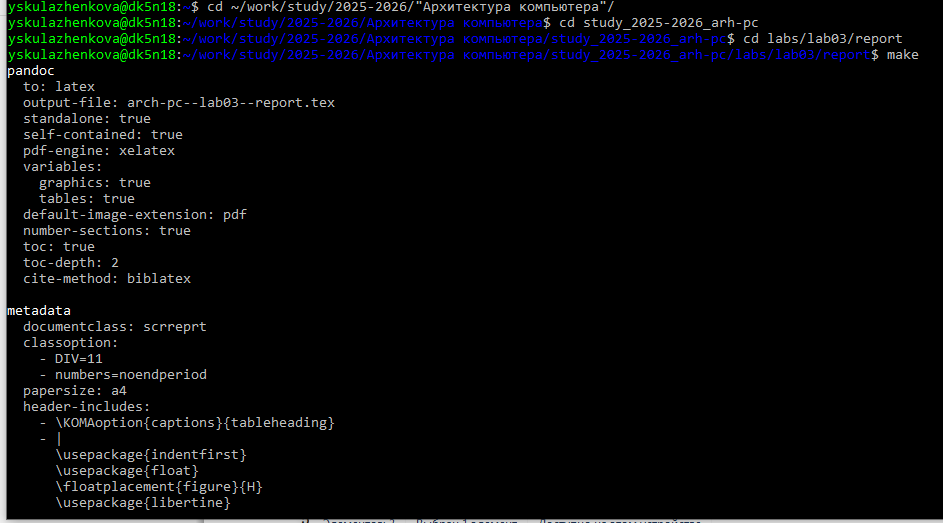 yskulazhenkova@dk5n18:~$ cd ~/work/study/2025-2026/"Архитектура компьютера"/
yskulazhenkova@dk5n18:~/work/study/2025-2026/Архитектура компьютера$ cd study_2025-2026_arh-pc
yskulazhenkova@dk5n18:~/work/study/2025-2026/Архитектура компьютера/study_2025-2026_arh-pc$ cd labs/lab03/report
yskulazhenkova@dk5n18:~/work/study/2025-2026/Архитектура компьютера/study_2025-2026_arh-pc/labs/lab03/report$ make
pandoc
  to: latex
  output-file: arch-pc--lab03--report.tex
  standalone: true
  self-contained: true
  pdf-engine: xelatex
  variables:
    graphics: true
    tables: true
  default-image-extension: pdf
  number-sections: true
  toc: true
  toc-depth: 2
  cite-method: biblatex

metadata
  documentclass: scrreprt
  classoption:
    - DIV=11
    - numbers=noendperiod
  papersize: a4
  header-includes:
    - \KOMAoption{captions}{tableheading}
    - |
      \usepackage{indentfirst}
      \usepackage{float}
      \floatplacement{figure}{H}
      \usepackage{libertine}